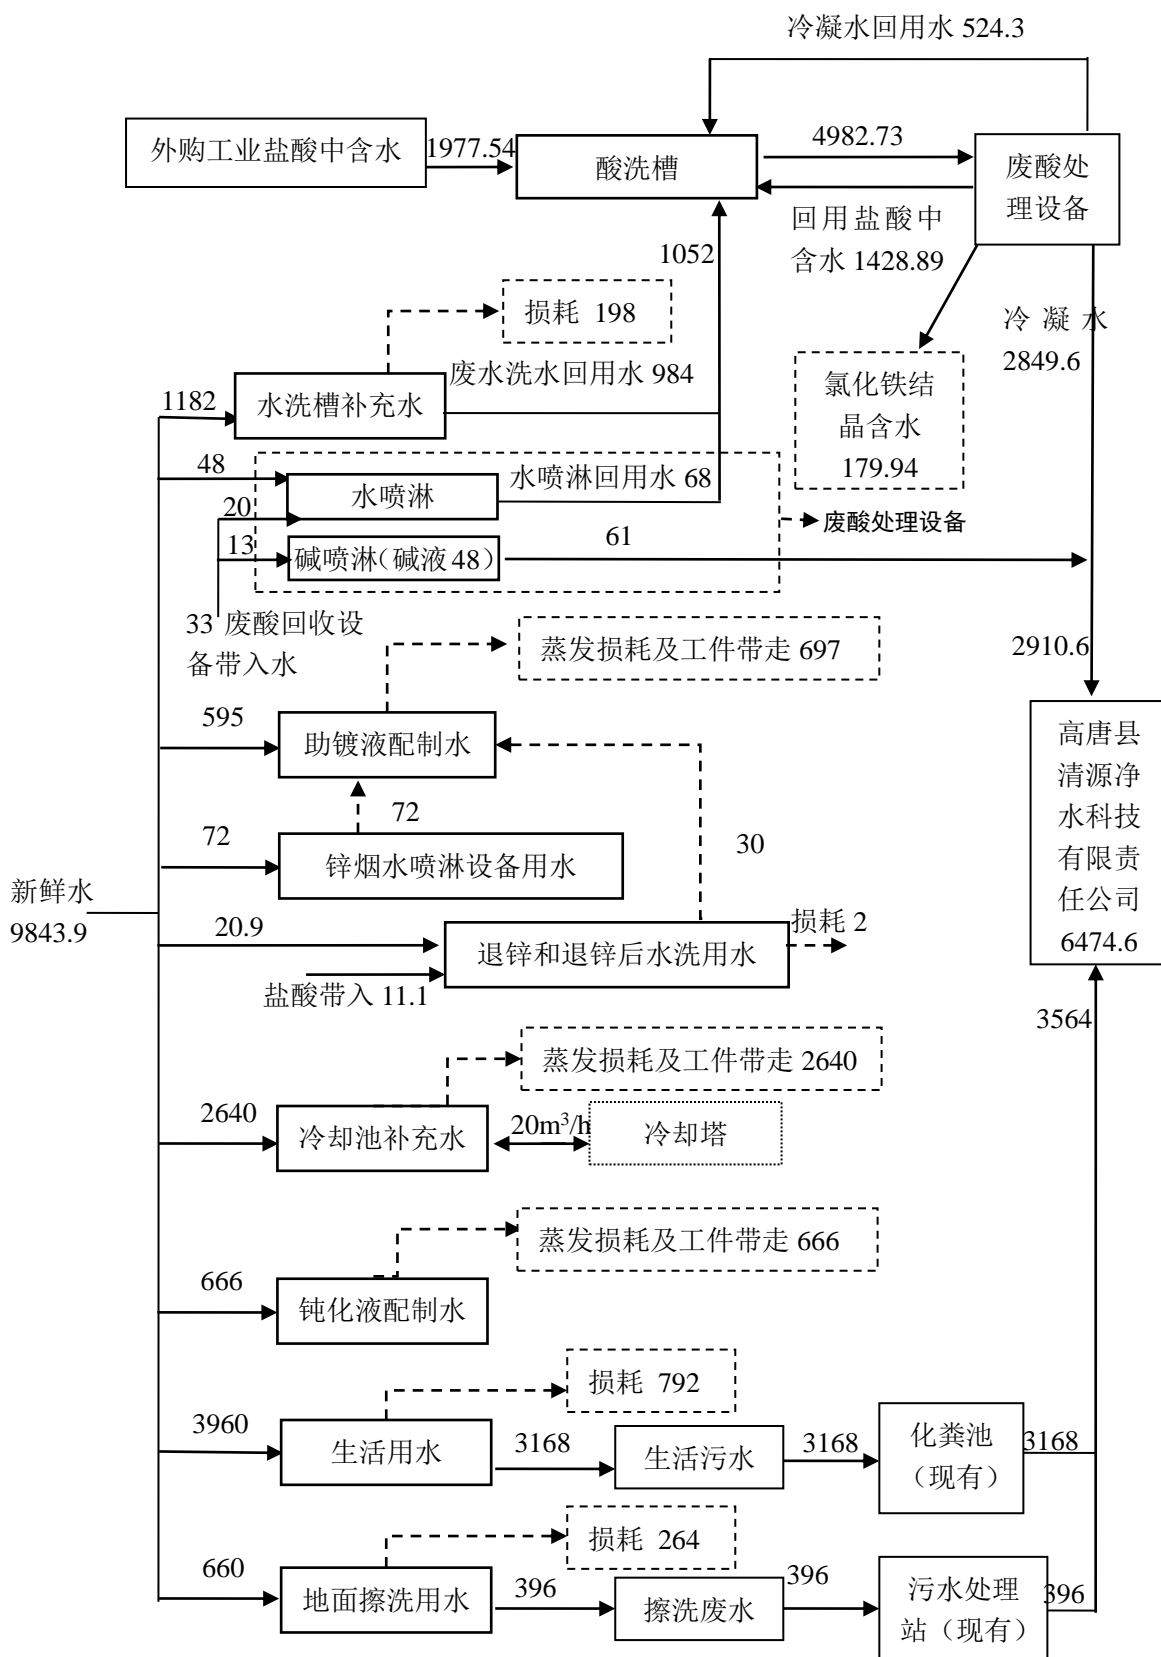 冷凝水回用水 524.3
外购工业盐酸中含水
1977.54
酸洗槽
4982.73
废酸处
理设备
回用盐酸中
含水 1428.89
1052
损耗 198
冷凝水
2849.6
废水洗水回用水 984
氯化铁结
晶含水
179.94
1182
水洗槽补充水
48
水喷淋
水喷淋回用水 68
20
废酸处理设备
13
碱喷淋（碱液 48）
61
33 废酸回收设
备带入水
蒸发损耗及工件带走 697
2910.6
595
助镀液配制水
高唐县
清源净
水科技
有限责
任公司
6474.6
72
72
锌烟水喷淋设备用水
30
新鲜水
9843.9
20.9
退锌和退锌后水洗用水
损耗 2
盐酸带入 11.1
3564
蒸发损耗及工件带走 2640
2640
冷却池补充水
20m³/h
冷却塔
蒸发损耗及工件带走 666
666
钝化液配制水
损耗 792
3960
生活用水
3168
生活污水
3168
化粪池
（现有）
3168
损耗 264
660
地面擦洗用水
396
擦洗废水
396
污水处理
站（现有）
396